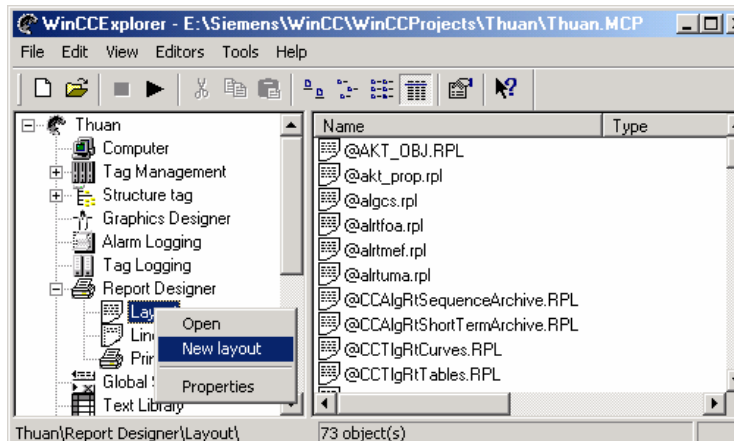 WinCCExplorer - E:\Siemens\WinCC\WinCCProjects\Thuan\Thuan.MCP
File Edit View Editors Tools Help
Thuan
Computer
Tag Management
Structure tag
Graphics Designer
Alarm Logging
Tag Logging
Report Designer
Global
Text Library
Open
New layout
Properties
Name Type
@AKT_OBJ.RPL
@akt_prop.rpl
@algcs.rpl
@alrtfoa.rpl
@alrtmef.rpl
@alrtuma.rpl
@CCAlgRtSequenceArchive.RPL
@CCAlgRtShortTermArchive.RPL
@CCTlgRtCurves.RPL
@CCTlgRtTables.RPL
Thuan\Report Designer\Layout\ 73 object(s)